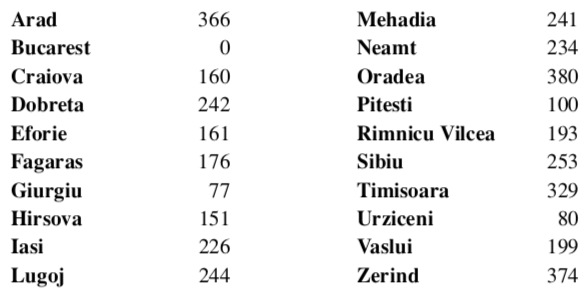 Arad 366 Mehadia 241
Bucarest 0 Neamt 234
Craiova 160 Oradea 380
Dobreta 242 Pitesti 100
Eforie 161 Rimnicu Vilcea 193
Fagaras 176 Sibiu 253
Giurgiu 77 Timisoara 329
Hirsova 151 Urziceni 80
Iasi 226 Vaslui 199
Lugoj 244 Zerind 374